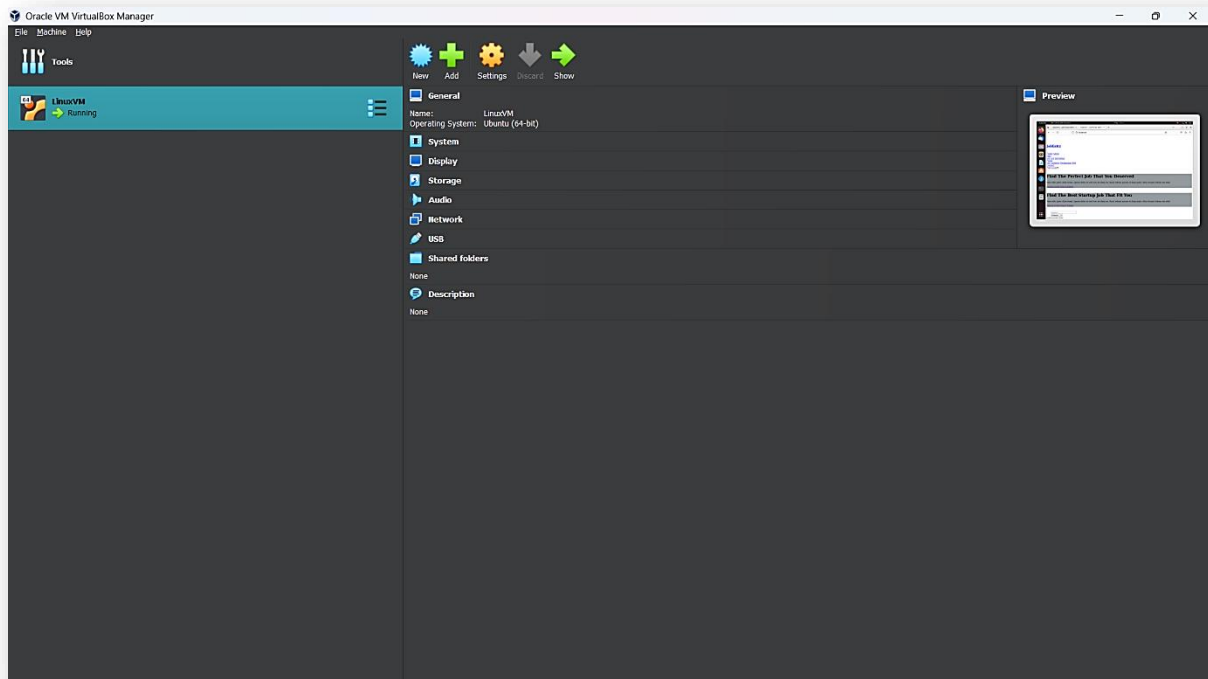 Oracle VM VirtualBox Manager
File Machine Help
Tools
New Add Settings Discard Show
64
LinuxVM
Running
General
Name: LinuxVM
Operating System: Ubuntu (64-bit)
System
Display
Storage
Audio
Network
USB
Shared folders
None
Description
None
Preview
Find The Perfect Job That You Deserved
Find The Best Startup Job That Fit You